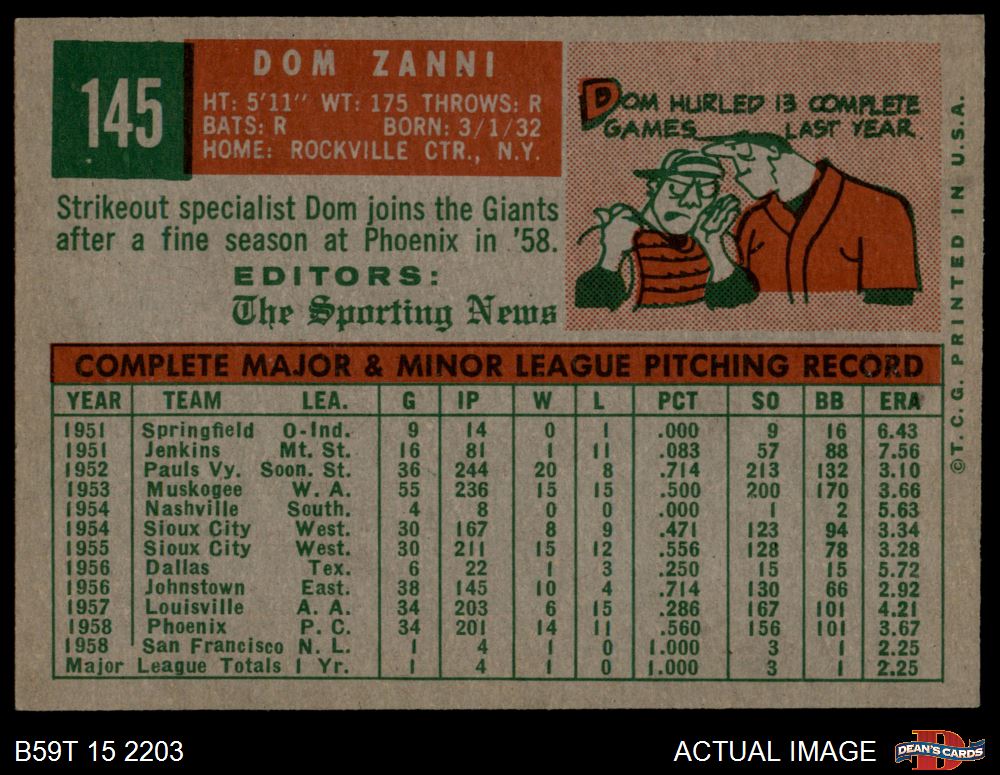 145
DOM ZANNI
HT: 5'11" WT: 175 THROWS: R
BATS: R BORN: 3/1/32
HOME: ROCKVILLE CTR., N.Y.
DOM HURLED 13 COMPLETE
GAMES LAST YEAR
Strikeout specialist Dom joins the Giants
after a fine season at Phoenix in '58.
EDITORS:
The Sporting News
COMPLETE MAJOR & MINOR LEAGUE PITCHING RECORD
YEAR TEAM LEA. G IP W L PCT SO BB ERA
1951 Springfield O-Ind. 9 14 0 1 .000 9 16 6.43
1951 Jenkins Mt. St. 16 81 1 11 .083 57 88 7.56
1952 Pauls Vy. Soon. St. 36 244 20 8 .714 213 132 3.10
1953 Muskogee W. A. 55 236 15 15 .500 200 170 3.66
1954 Nashville South. 4 8 0 0 .000 1 2 5.63
1954 Sioux City West. 30 167 8 9 .471 123 94 3.34
1955 Sioux City West. 30 211 15 12 .556 128 78 3.28
1956 Dallas Tex. 6 22 1 3 .250 15 15 5.72
1956 Johnstown East. 38 145 10 4 .714 130 66 2.92
1957 Louisville A. A. 34 203 6 15 .286 167 101 4.21
1958 Phoenix P. C. 34 201 14 11 .560 156 101 3.67
1958 San Francisco N. L. 1 4 1 0 1.000 3 1 2.25
Major League Totals 1 Yr. 1 4 1 0 1.000 3 1 2.25
© T. C. G. PRINTED IN U.S.A.
B59T 15 2203
ACTUAL IMAGE
D
DEAN'S CARDS